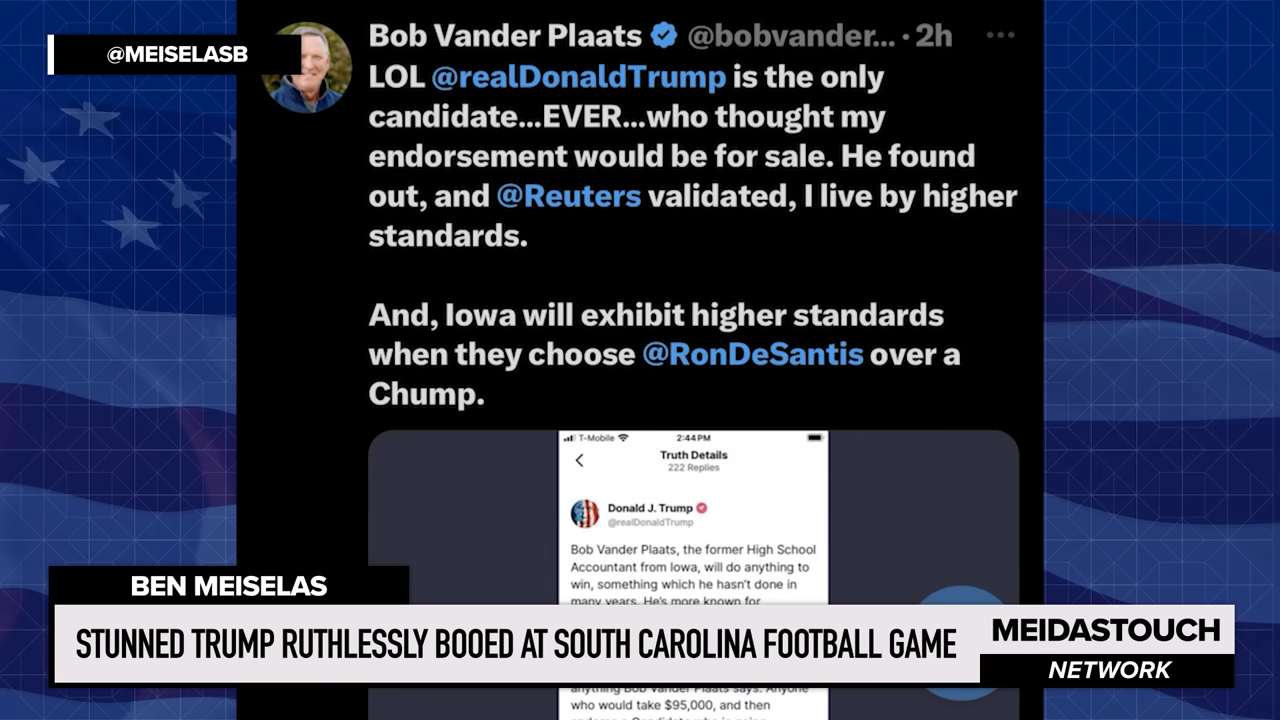 @MEISELASB
Bob Vander Plaats @bobvander... · 2h
LOL @realDonaldTrump is the only
candidate...EVER...who thought my
endorsement would be for sale. He found
out, and @Reuters validated, I live by higher
standards.
And, Iowa will exhibit higher standards
when they choose @RonDeSantis over a
Chump.
T-Mobile 2:44PM
Truth Details
222 Replies
Donald J. Trump
@realDonaldTrump
Bob Vander Plaats, the former High School
Accountant from Iowa, will do anything to
win, something which he hasn't done in
many years. He's more known for
BEN MEISELAS
STUNNED TRUMP RUTHLESSLY BOOED AT SOUTH CAROLINA FOOTBALL GAME
MEIDASTOUCH
NETWORK
anything Bob Vander Plaats says. Anyone
who would take $95,000, and then